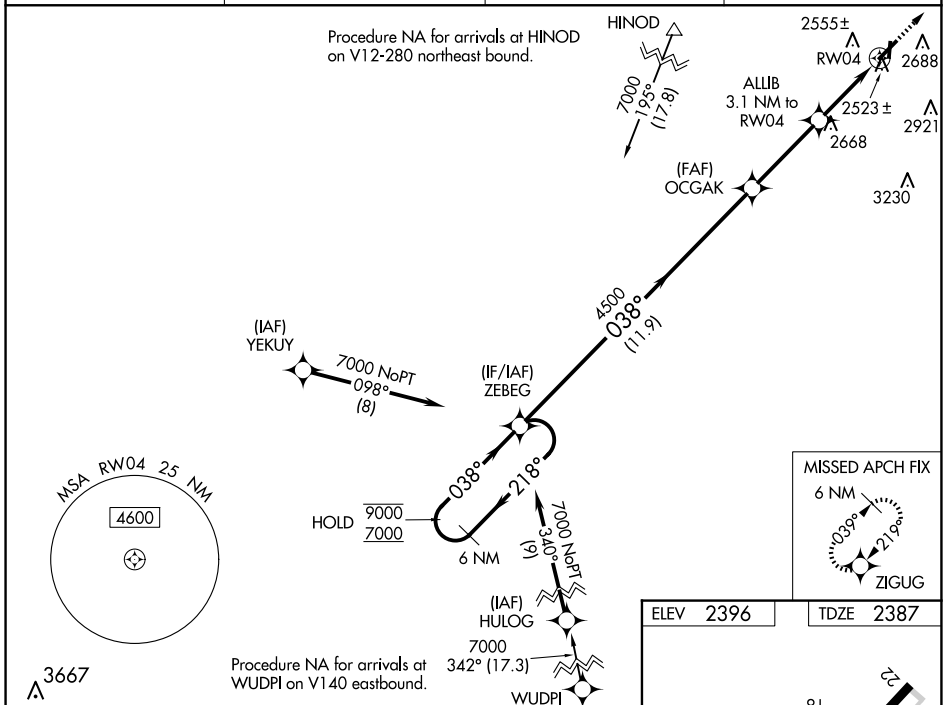 Procedure NA for arrivals at HINOD
on V12-280 northeast bound.
HINOD
7000
195°
(17.8)
2555±
RW04
2688
2523±
ALLIB
3.1 NM to
RW04
2668
2921
(FAF)
OCGAK
3230
4500
038°
(11.9)
(IAF)
YEKUY
7000 NoPT
098°
(8)
(IF/IAF)
ZEBEG
038°
218°
HOLD
9000
7000
6 NM
7000 NoPT
340°
(9)
MSA RW04 25 NM
4600
MISSED APCH FIX
6 NM
039°
219°
ZIGUG
(IAF)
HULOG
7000
342° (17.3)
WUDPI
Procedure NA for arrivals at
WUDPI on V140 eastbound.
3667
ELEV 2396
TDZE 2387
22